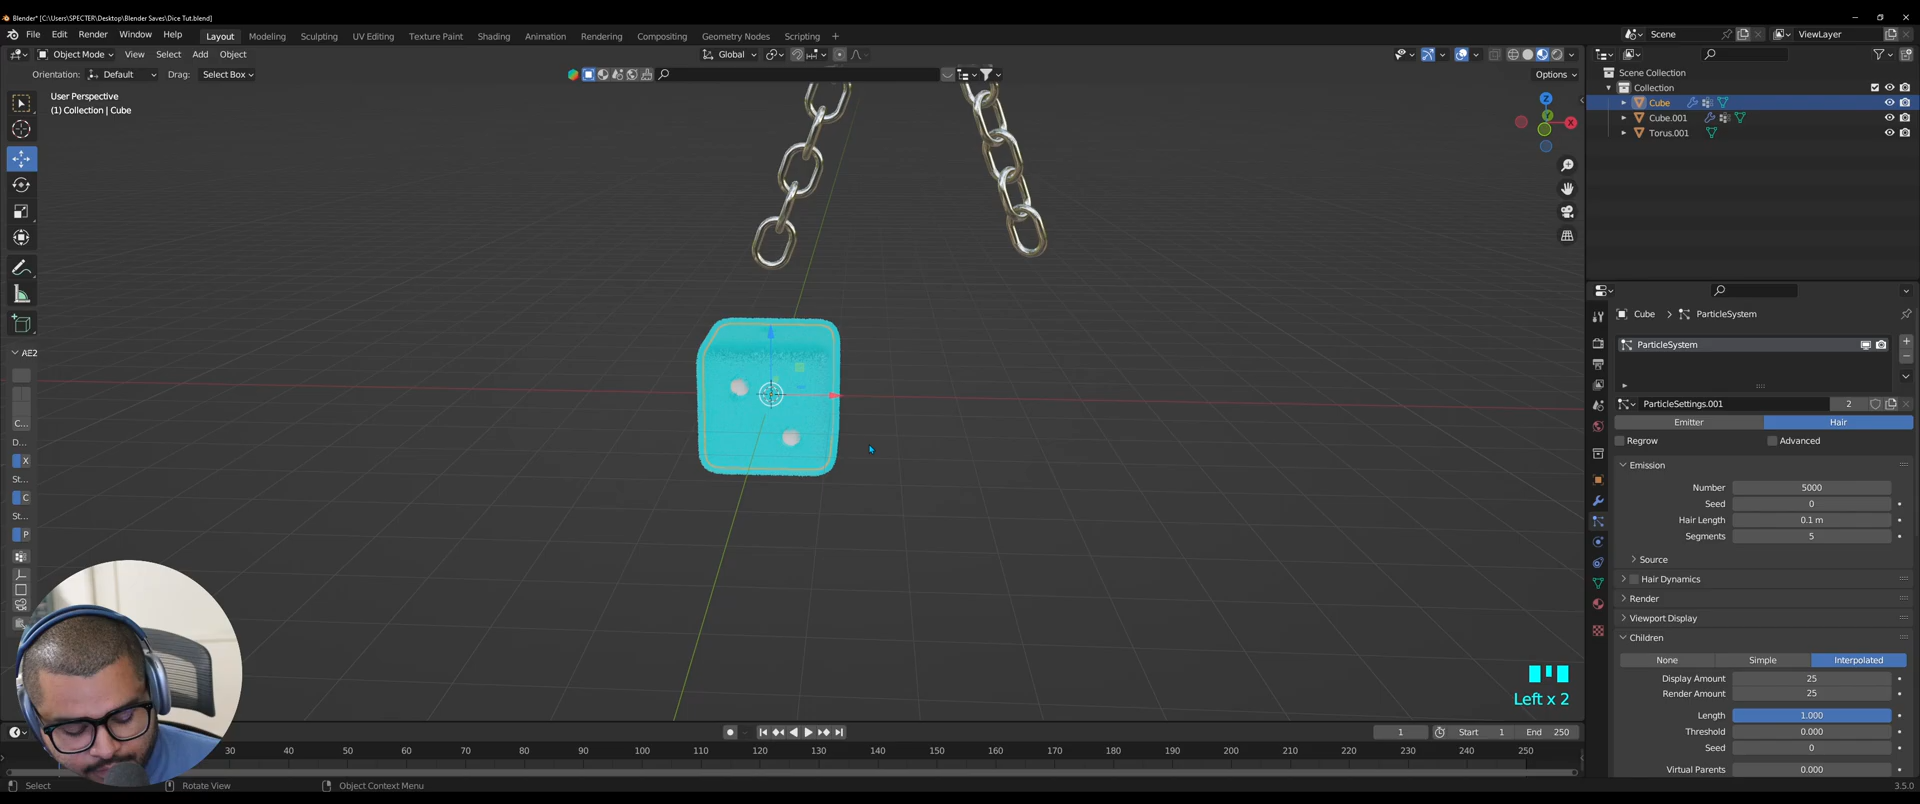 Blender* [C:\Users\SPECTER\Desktop\Blender Saves\Dice Tut.blend]
File Edit Render Window Help Layout Modeling Sculpting UV Editing Texture Paint Shading Animation Rendering Compositing Geometry Nodes Scripting + Scene ViewLayer
Object Mode View Select Add Object Global
Orientation: Default Drag: Select Box Options
User Perspective
(1) Collection | Cube
Scene Collection
Collection
Cube
Cube.001
Torus.001
Z
Y
X
AE2
C...
D...
X
St...
C
St...
P
Cube > ParticleSystem
ParticleSystem
ParticleSettings.001 2
Emitter Hair
Regrow Advanced
Emission
Number 5000
Seed 0
Hair Length 0.1 m
Segments 5
Source
Hair Dynamics
Render
Viewport Display
Children
None Simple Interpolated
Display Amount 25
Render Amount 25
Length 1.000
Threshold 0.000
Seed 0
Virtual Parents 0.000
Left x 2
1 Start 1 End 250
30 40 50 60 70 80 90 100 110 120 130 140 150 160 170 180 190 200 210 220 230 240 250
Select Rotate View Object Context Menu 3.5.0